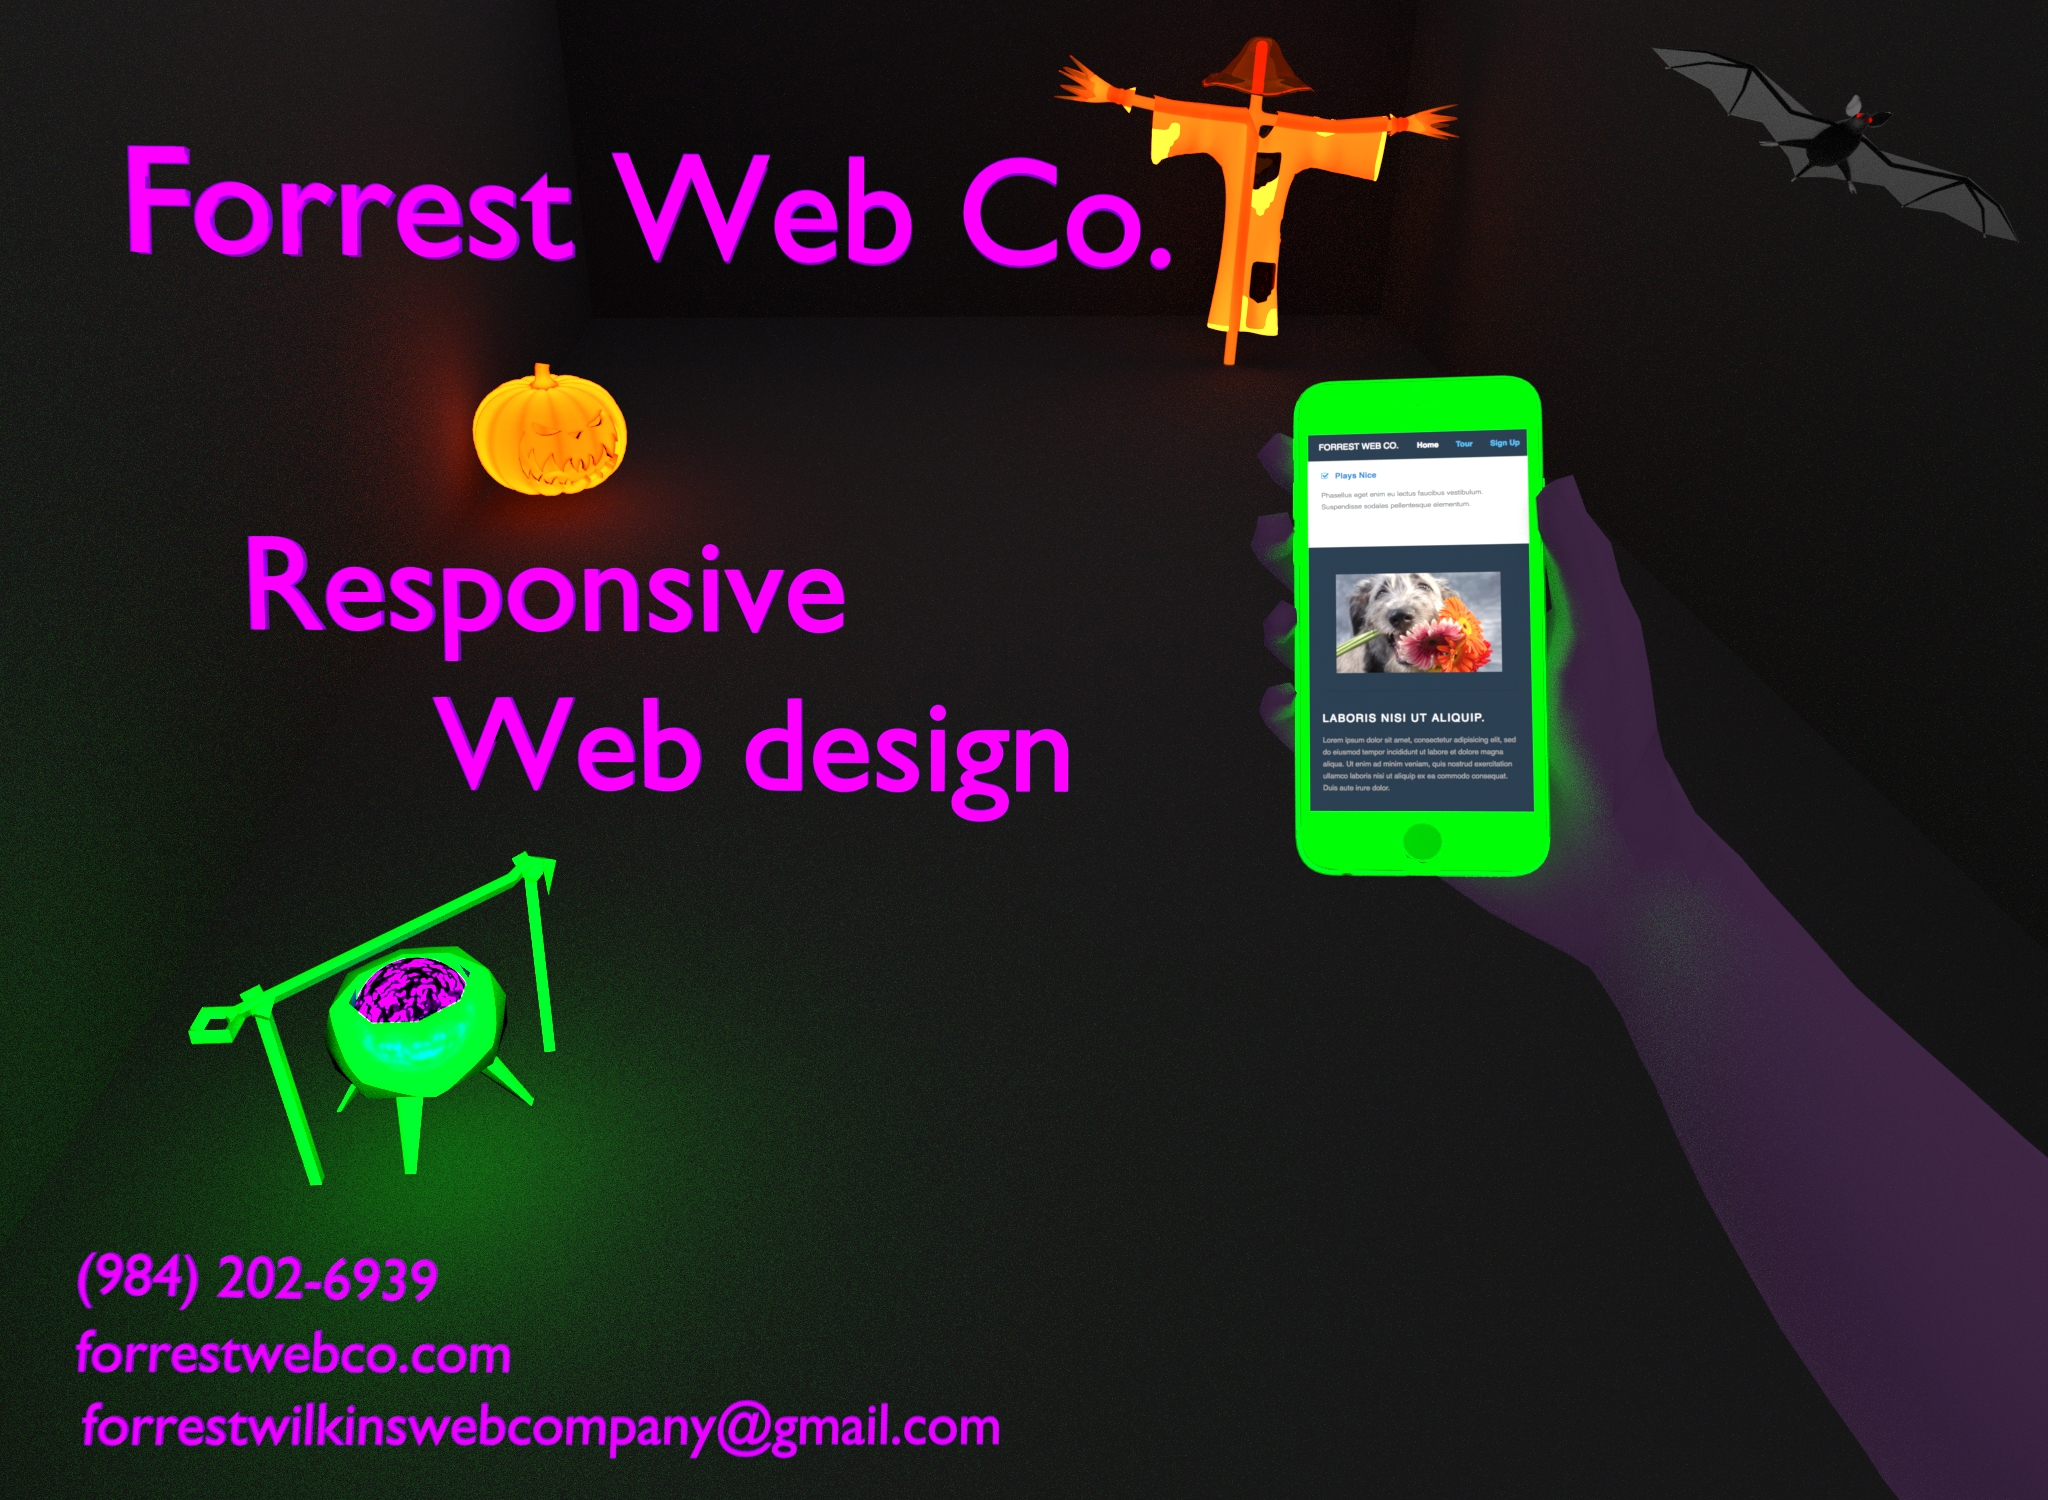 Forrest Web Co.
Responsive
Web design
FORREST WEB CO. Home Tour Sign Up
Plays Nice
Phasellus eget enim eu lectus faucibus vestibulum.
Suspendisse sodales pellentesque elementum.
LABORIS NISI UT ALIQUIP.
Lorem ipsum dolor sit amet, consectetur adipisicing elit, sed
do eiusmod tempor incididunt ut labore et dolore magna
aliqua. Ut enim ad minim veniam, quis nostrud exercitation
ullamco laboris nisi ut aliquip ex ea commodo consequat.
Duis aute irure dolor.
(984) 202-6939
forrestwebco.com
forrestwilkinswebcompany@gmail.com